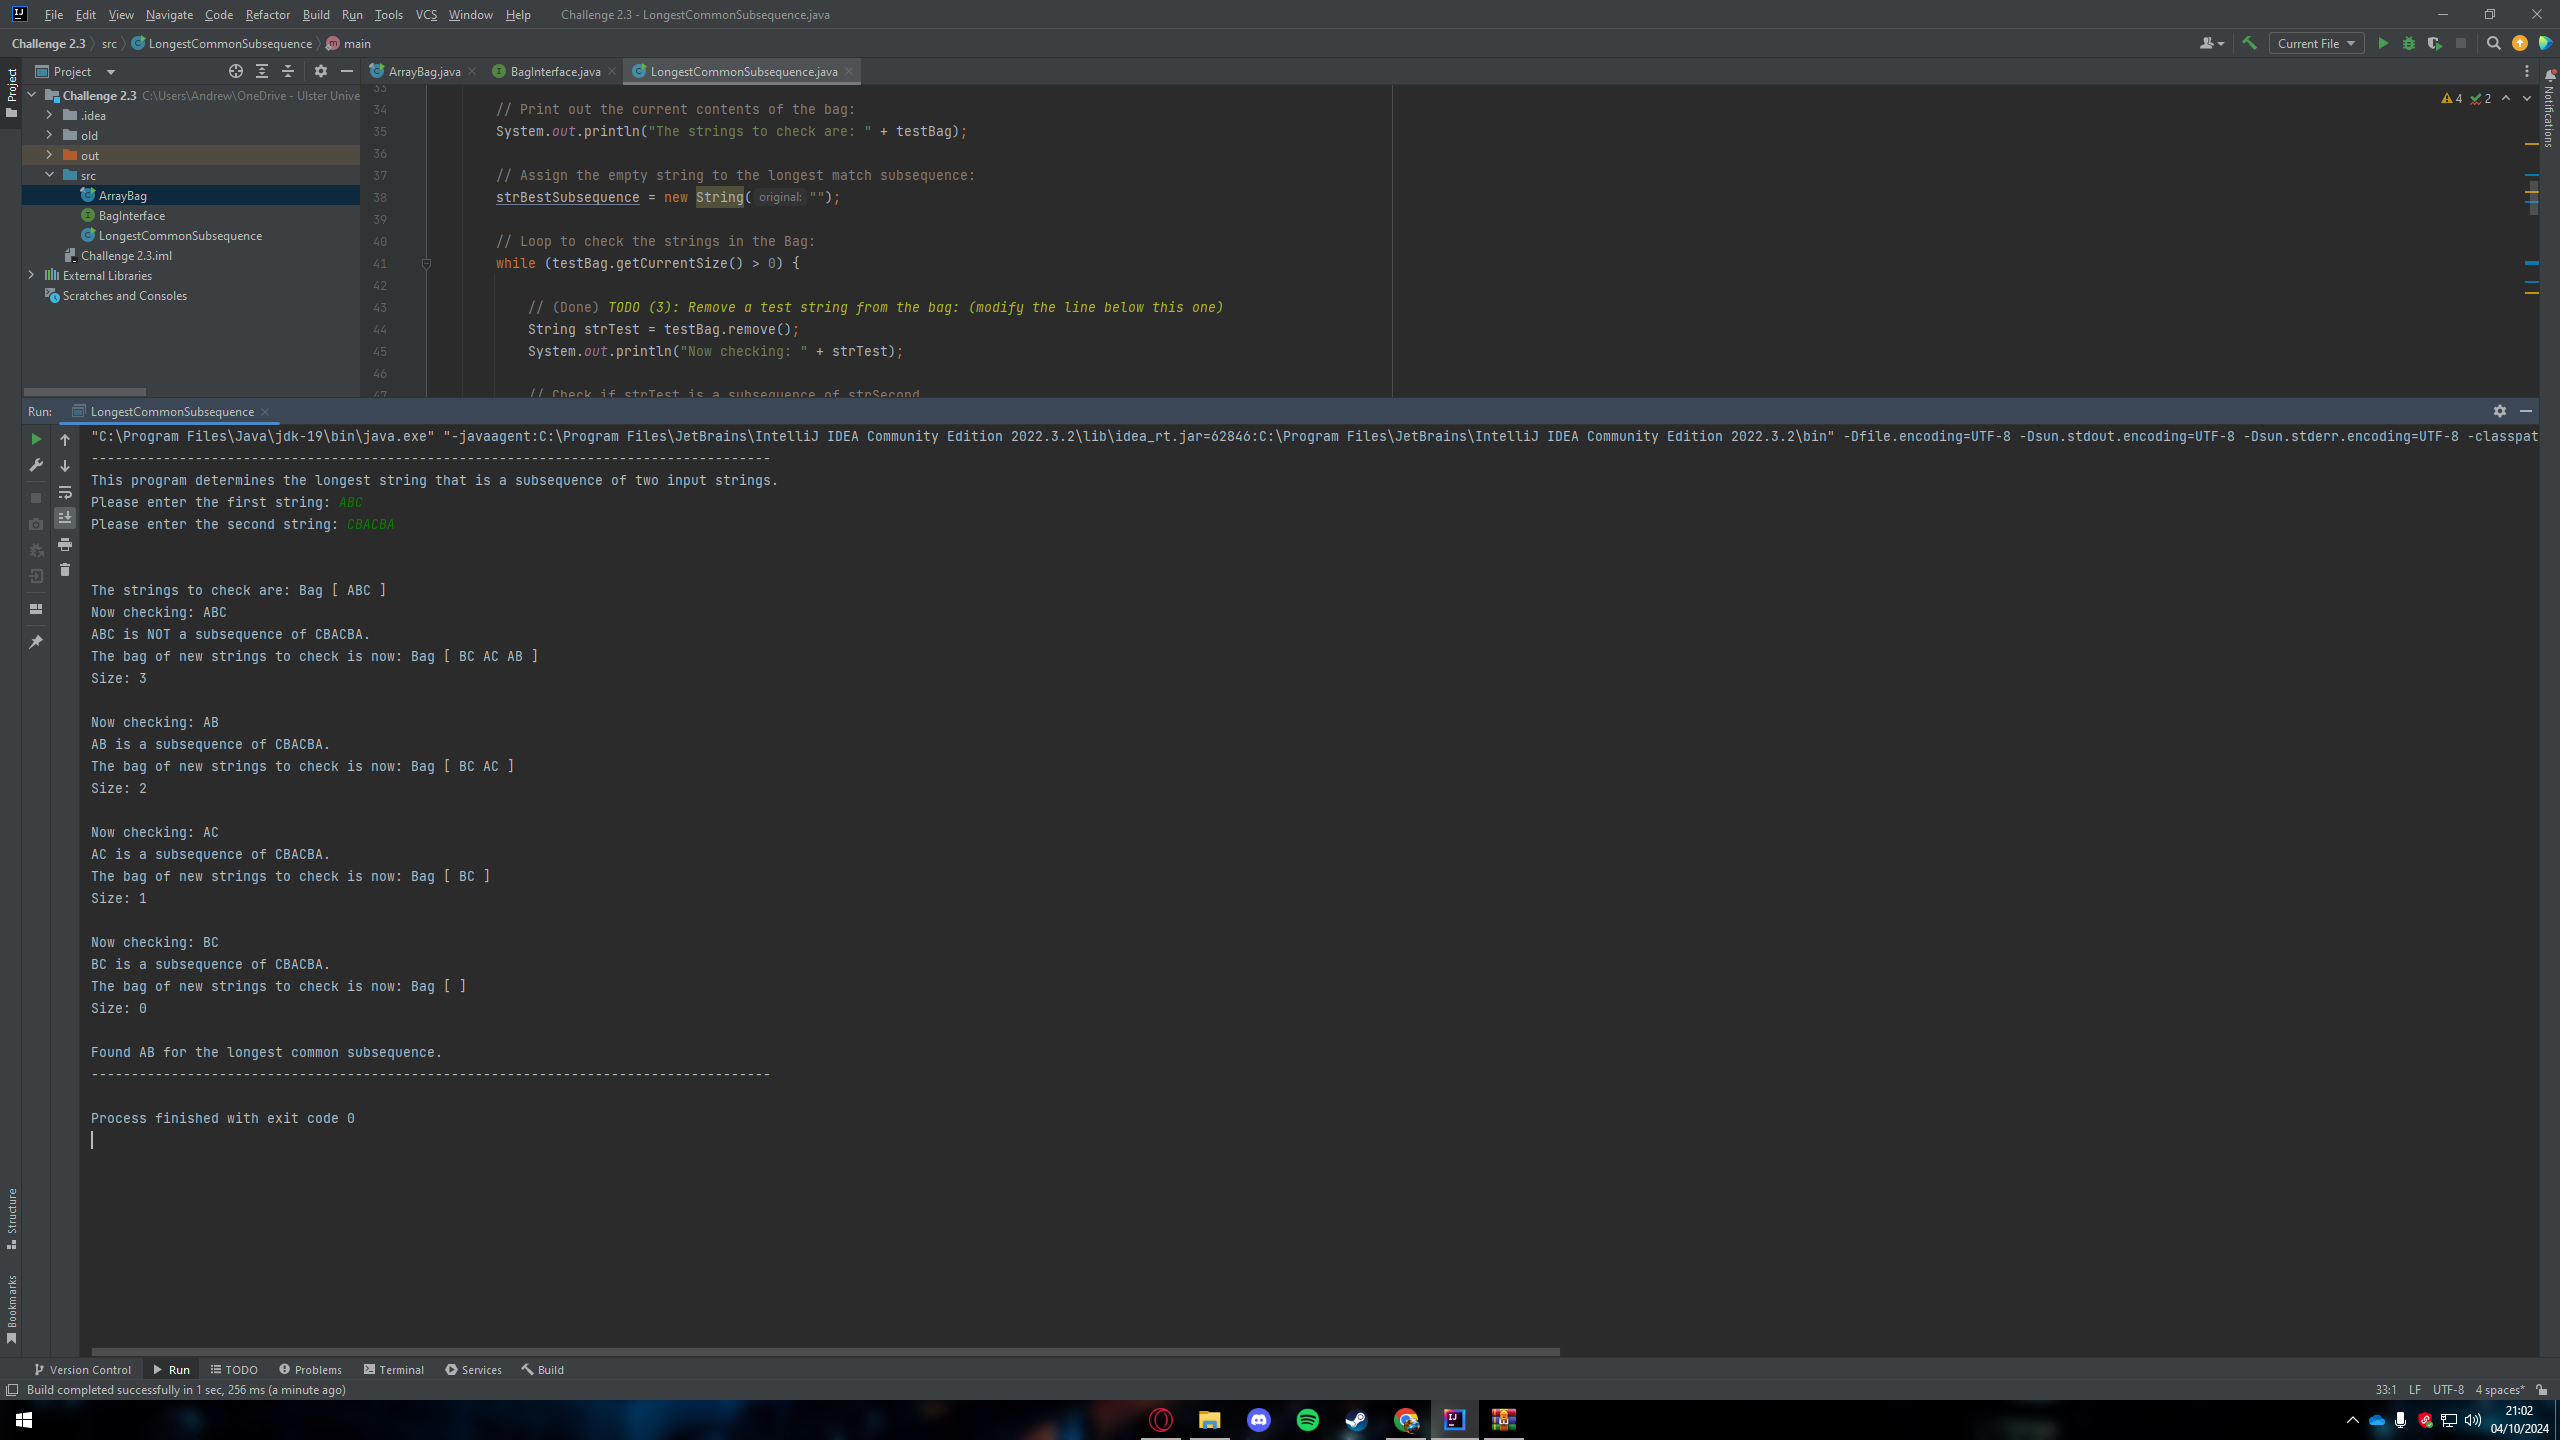 File Edit View Navigate Code Refactor Build Run Tools VCS Window Help Challenge 2.3 - LongestCommonSubsequence.java
Challenge 2.3 src LongestCommonSubsequence main Current File
Project ArrayBag.java BagInterface.java LongestCommonSubsequence.java
Project
Notifications
Challenge 2.3 C:\Users\Andrew\OneDrive - Ulster Unive
.idea
old
out
src
ArrayBag
BagInterface
LongestCommonSubsequence
Challenge 2.3.iml
External Libraries
Scratches and Consoles
4 2
33
34 // Print out the current contents of the bag:
35 System.out.println("The strings to check are: " + testBag);
36
37 // Assign the empty string to the longest match subsequence:
38 strBestSubsequence = new String( original: "");
39
40 // Loop to check the strings in the Bag:
41 while (testBag.getCurrentSize() > 0) {
42
43 // (Done) TODO (3): Remove a test string from the bag: (modify the line below this one)
44 String strTest = testBag.remove();
45 System.out.println("Now checking: " + strTest);
46
47 // Check if strTest is a subsequence of strSecond
Run: LongestCommonSubsequence
"C:\Program Files\Java\jdk-19\bin\java.exe" "-javaagent:C:\Program Files\JetBrains\IntelliJ IDEA Community Edition 2022.3.2\lib\idea_rt.jar=62846:C:\Program Files\JetBrains\IntelliJ IDEA Community Edition 2022.3.2\bin" -Dfile.encoding=UTF-8 -Dsun.stdout.encoding=UTF-8 -Dsun.stderr.encoding=UTF-8 -classpat
-------------------------------------------------------------------------------------
This program determines the longest string that is a subsequence of two input strings.
Please enter the first string: ABC
Please enter the second string: CBACBA
The strings to check are: Bag [ ABC ]
Now checking: ABC
ABC is NOT a subsequence of CBACBA.
The bag of new strings to check is now: Bag [ BC AC AB ]
Size: 3
Now checking: AB
AB is a subsequence of CBACBA.
The bag of new strings to check is now: Bag [ BC AC ]
Size: 2
Now checking: AC
AC is a subsequence of CBACBA.
The bag of new strings to check is now: Bag [ BC ]
Size: 1
Now checking: BC
BC is a subsequence of CBACBA.
The bag of new strings to check is now: Bag [ ]
Size: 0
Found AB for the longest common subsequence.
-------------------------------------------------------------------------------------
Process finished with exit code 0
Structure
Bookmarks
Version Control Run TODO Problems Terminal Services Build
Build completed successfully in 1 sec, 256 ms (a minute ago) 33:1 LF UTF-8 4 spaces*
21:02
04/10/2024